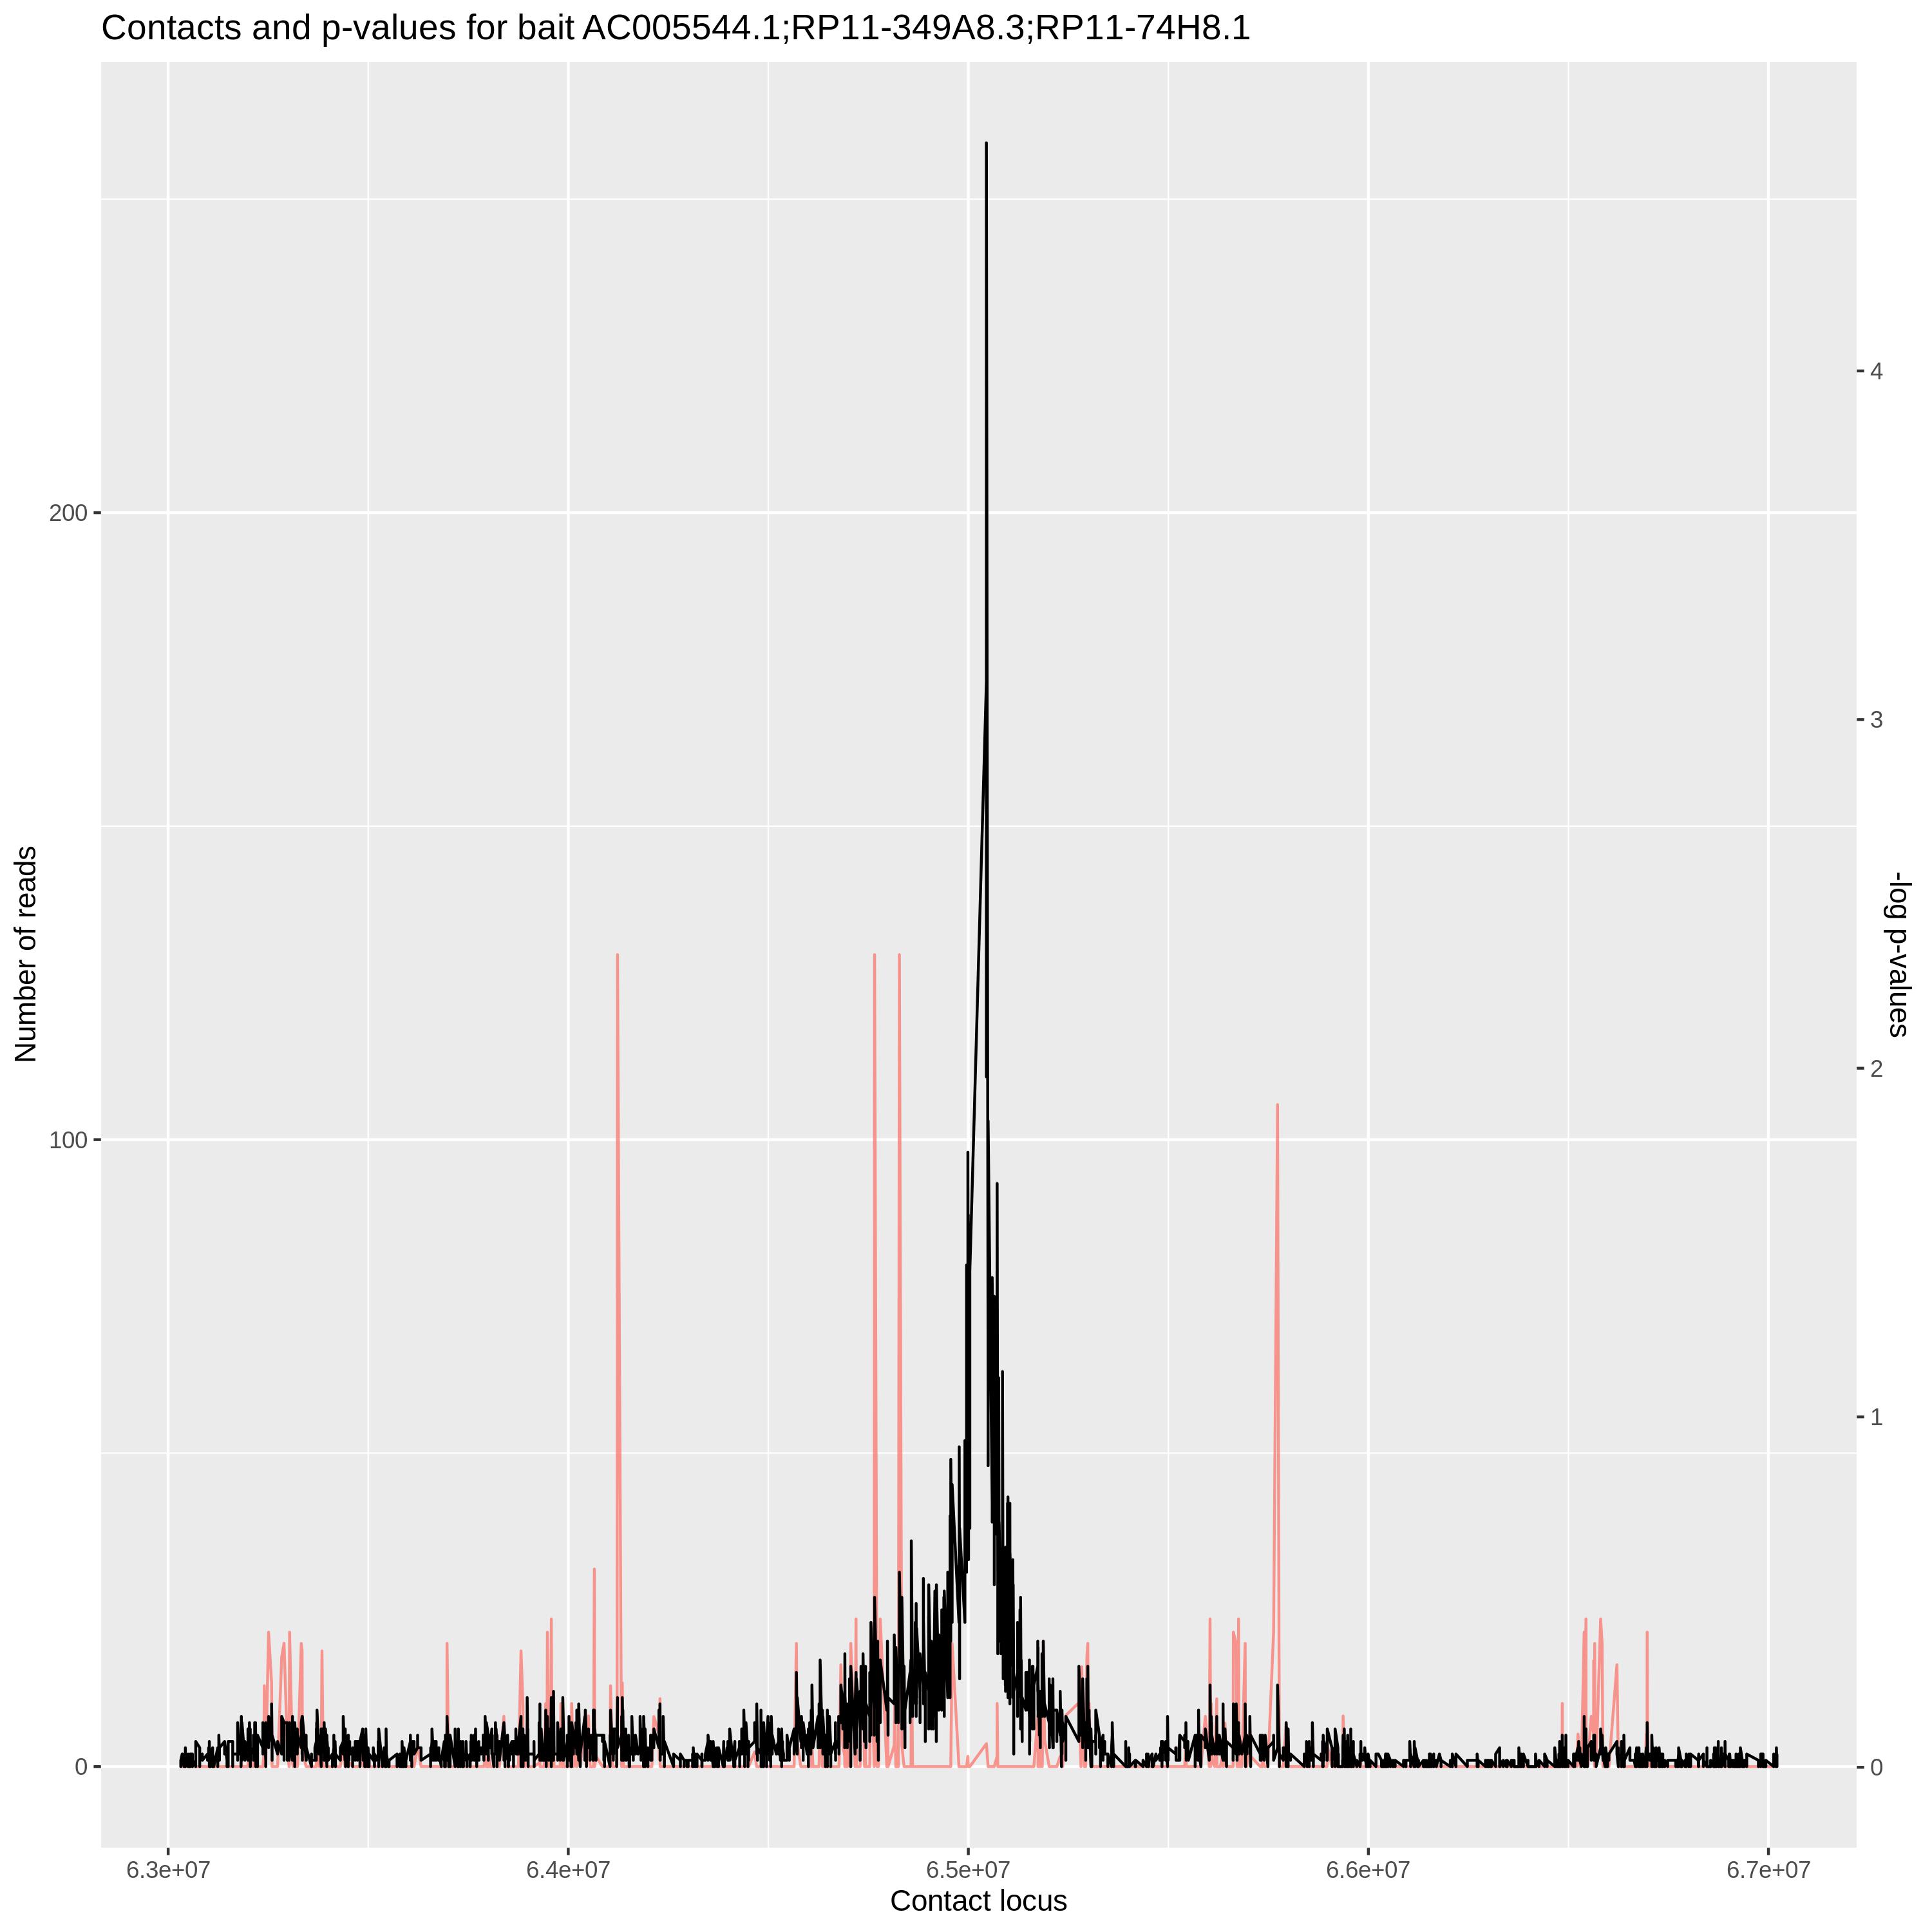 Contacts and p-values for bait AC005544.1;RP11-349A8.3;RP11-74H8.1
Number of reads
200
100
0
4
3
2
1
0
-log p-values
6.3e+07 6.4e+07 6.5e+07 6.6e+07 6.7e+07
Contact locus